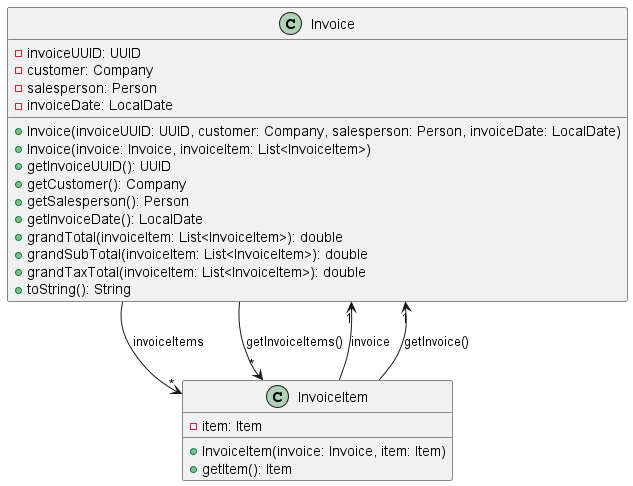 C Invoice
invoiceUUID: UUID
customer: Company
salesperson: Person
invoiceDate: LocalDate
Invoice(invoiceUUID: UUID, customer: Company, salesperson: Person, invoiceDate: LocalDate)
Invoice(invoice: Invoice, invoiceItem: List<InvoiceItem>)
getInvoiceUUID(): UUID
getCustomer(): Company
getSalesperson(): Person
getInvoiceDate(): LocalDate
grandTotal(invoiceItem: List<InvoiceItem>): double
grandSubTotal(invoiceItem: List<InvoiceItem>): double
grandTaxTotal(invoiceItem: List<InvoiceItem>): double
toString(): String
1 1
invoiceItems getInvoiceItems() invoice getInvoice()
* *
C InvoiceItem
item: Item
InvoiceItem(invoice: Invoice, item: Item)
getItem(): Item